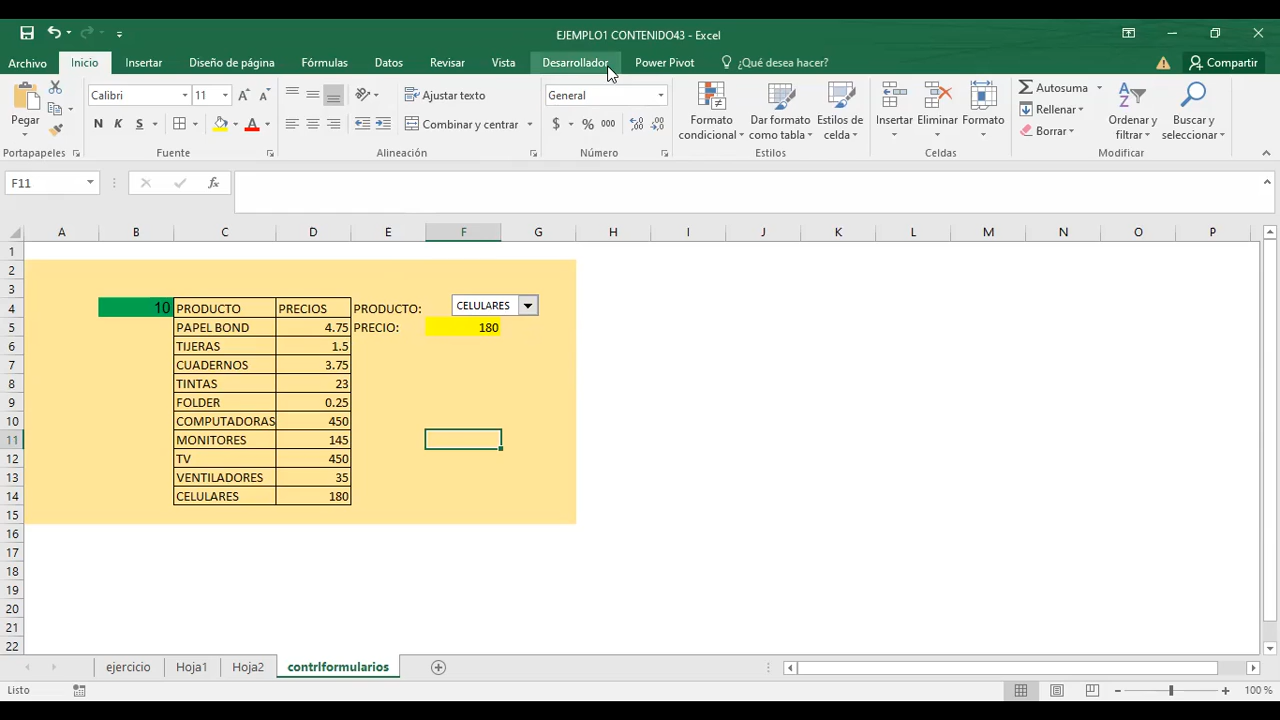 EJEMPLO1 CONTENIDO43 - Excel
Archivo Inicio Insertar Diseño de página Fórmulas Datos Revisar Vista Desarrollador Power Pivot ¿Qué desea hacer? Compartir
Pegar
Portapapeles
Calibri 11
N K S
Fuente
Ajustar texto
Combinar y centrar
Alineación
General
$ % 000
Número
Formato condicional
Dar formato como tabla
Estilos de celda
Estilos
Insertar Eliminar Formato
Celdas
Autosuma
Rellenar
Borrar
Ordenar y filtrar
Buscar y seleccionar
Modificar
F11 fx
A B C D E F G H I J K L M N O P
1
2
3
4 10 PRODUCTO PRECIOS PRODUCTO: CELULARES
5 PAPEL BOND 4.75 PRECIO: 180
6 TIJERAS 1.5
7 CUADERNOS 3.75
8 TINTAS 23
9 FOLDER 0.25
10 COMPUTADORAS 450
11 MONITORES 145
12 TV 450
13 VENTILADORES 35
14 CELULARES 180
15
16
17
18
19
20
21
22
ejercicio Hoja1 Hoja2 contrlformularios
Listo 100 %